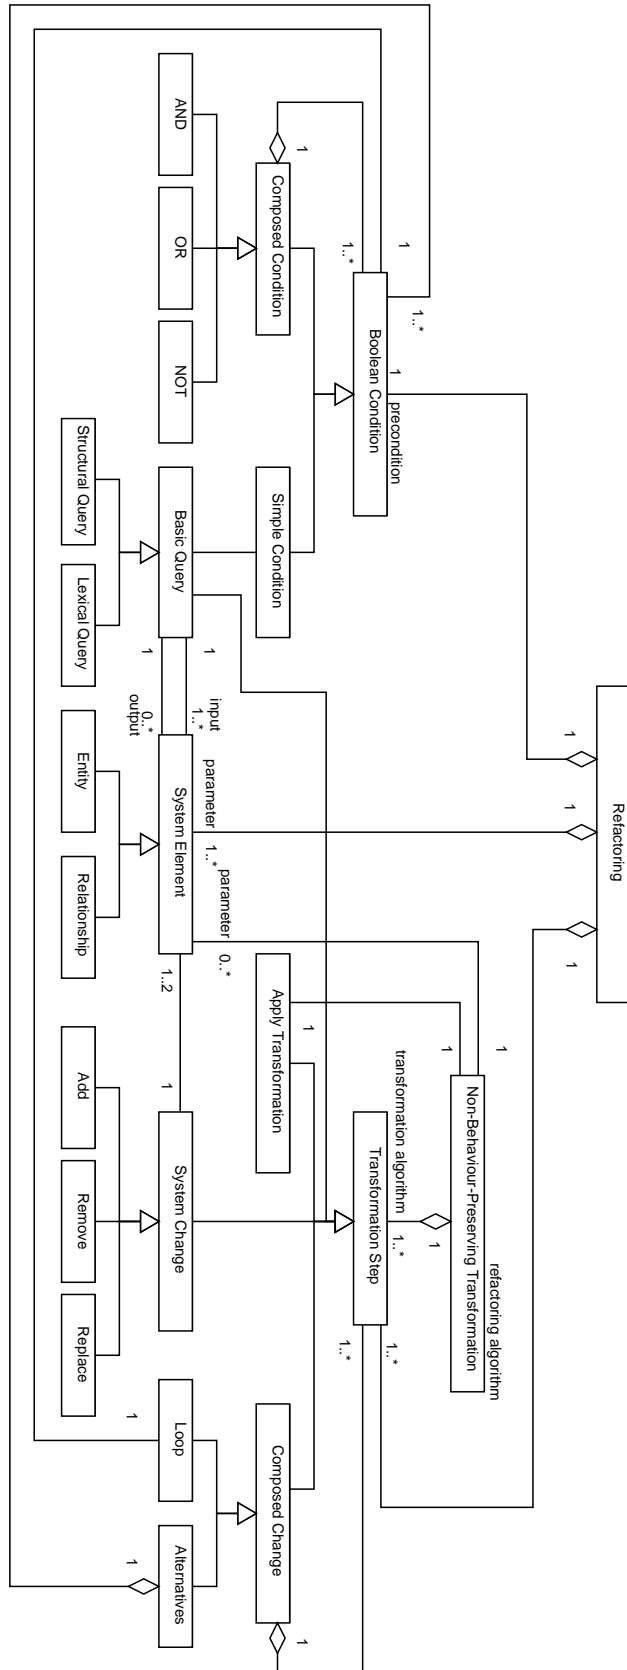 Refactoring
1
1
1
refactoring algorithm
Non-Behaviour-Preserving Transformation
1
1
1
1
precondition
1..*
1
1..*
Boolean Condition
transformation algorithm
1..*
Transformation Step
1..*
1..*
1
Composed Condition
Simple Condition
Apply Transformation
1
Composed Change
1
parameter
1..*
parameter
0..*
AND
OR
NOT
Basic Query
1
1
input
1..*
0..*
output
System Element
1..2
1
System Change
Loop
1
Alternatives
1
Structural Query
Lexical Query
Entity
Relationship
Add
Remove
Replace